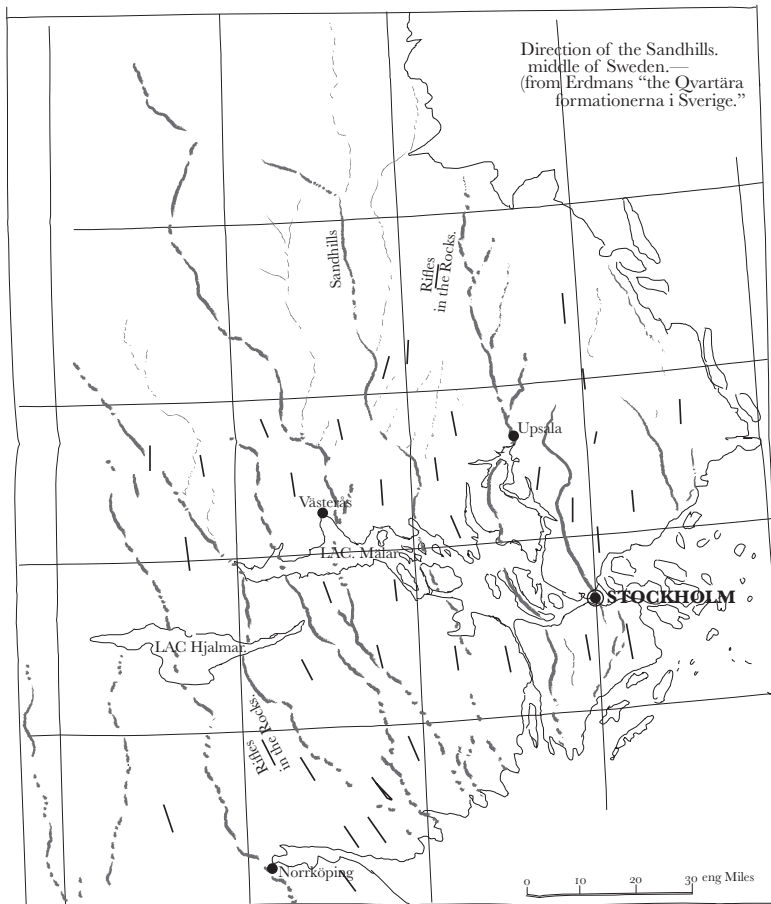 Direction of the Sandhills.
middle of Sweden.—
(from Erdmans “the Qvartära
formationerna i Sverige.”
Sandhills
Rifles
in the Rocks.
Upsala
Västerås
LAC. Mälar
STOCKHOLM
LAC Hjalmar.
Rifles
in the Rocks.
Norrköping
0 10 20 30 eng Miles